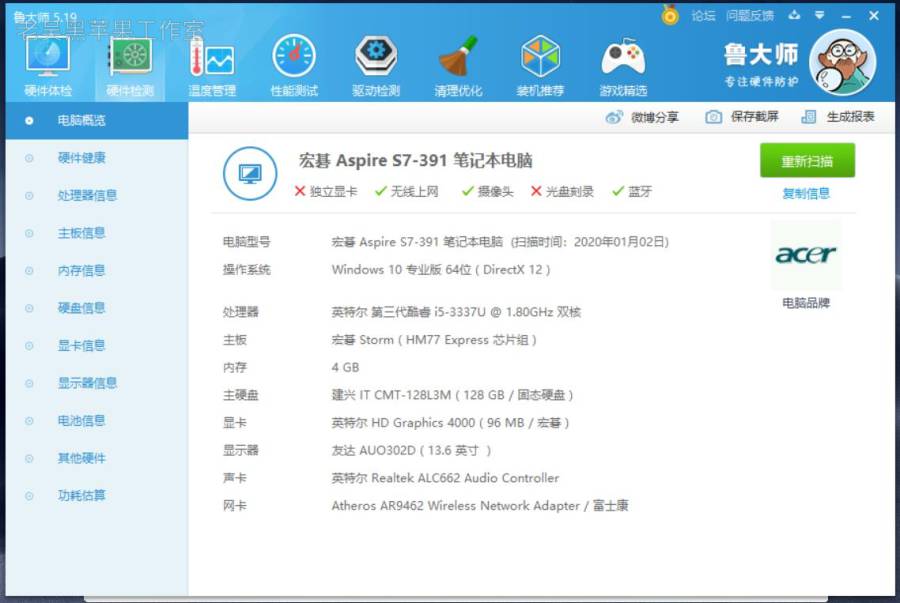 鲁大师 5.19
老吴黑苹果工作室
论坛 问题反馈
硬件体检 硬件检测 温度管理 性能测试 驱动检测 清理优化 装机推荐 游戏精选
鲁大师
专注硬件防护
电脑概览
硬件健康
处理器信息
主板信息
内存信息
硬盘信息
显卡信息
显示器信息
电池信息
其他硬件
功耗估算
微博分享 保存截屏 生成报表
宏碁 Aspire S7-391 笔记本电脑
独立显卡 无线上网 摄像头 光盘刻录 蓝牙
重新扫描
复制信息
电脑型号 宏碁 Aspire S7-391 笔记本电脑 (扫描时间：2020年01月02日)
操作系统 Windows 10 专业版 64位 ( DirectX 12 )
处理器 英特尔 第三代酷睿 i5-3337U @ 1.80GHz 双核
主板 宏碁 Storm ( HM77 Express 芯片组 )
内存 4 GB
主硬盘 建兴 IT CMT-128L3M ( 128 GB / 固态硬盘 )
显卡 英特尔 HD Graphics 4000 ( 96 MB / 宏碁 )
显示器 友达 AUO302D ( 13.6 英寸 )
声卡 英特尔 Realtek ALC662 Audio Controller
网卡 Atheros AR9462 Wireless Network Adapter / 富士康
acer
电脑品牌